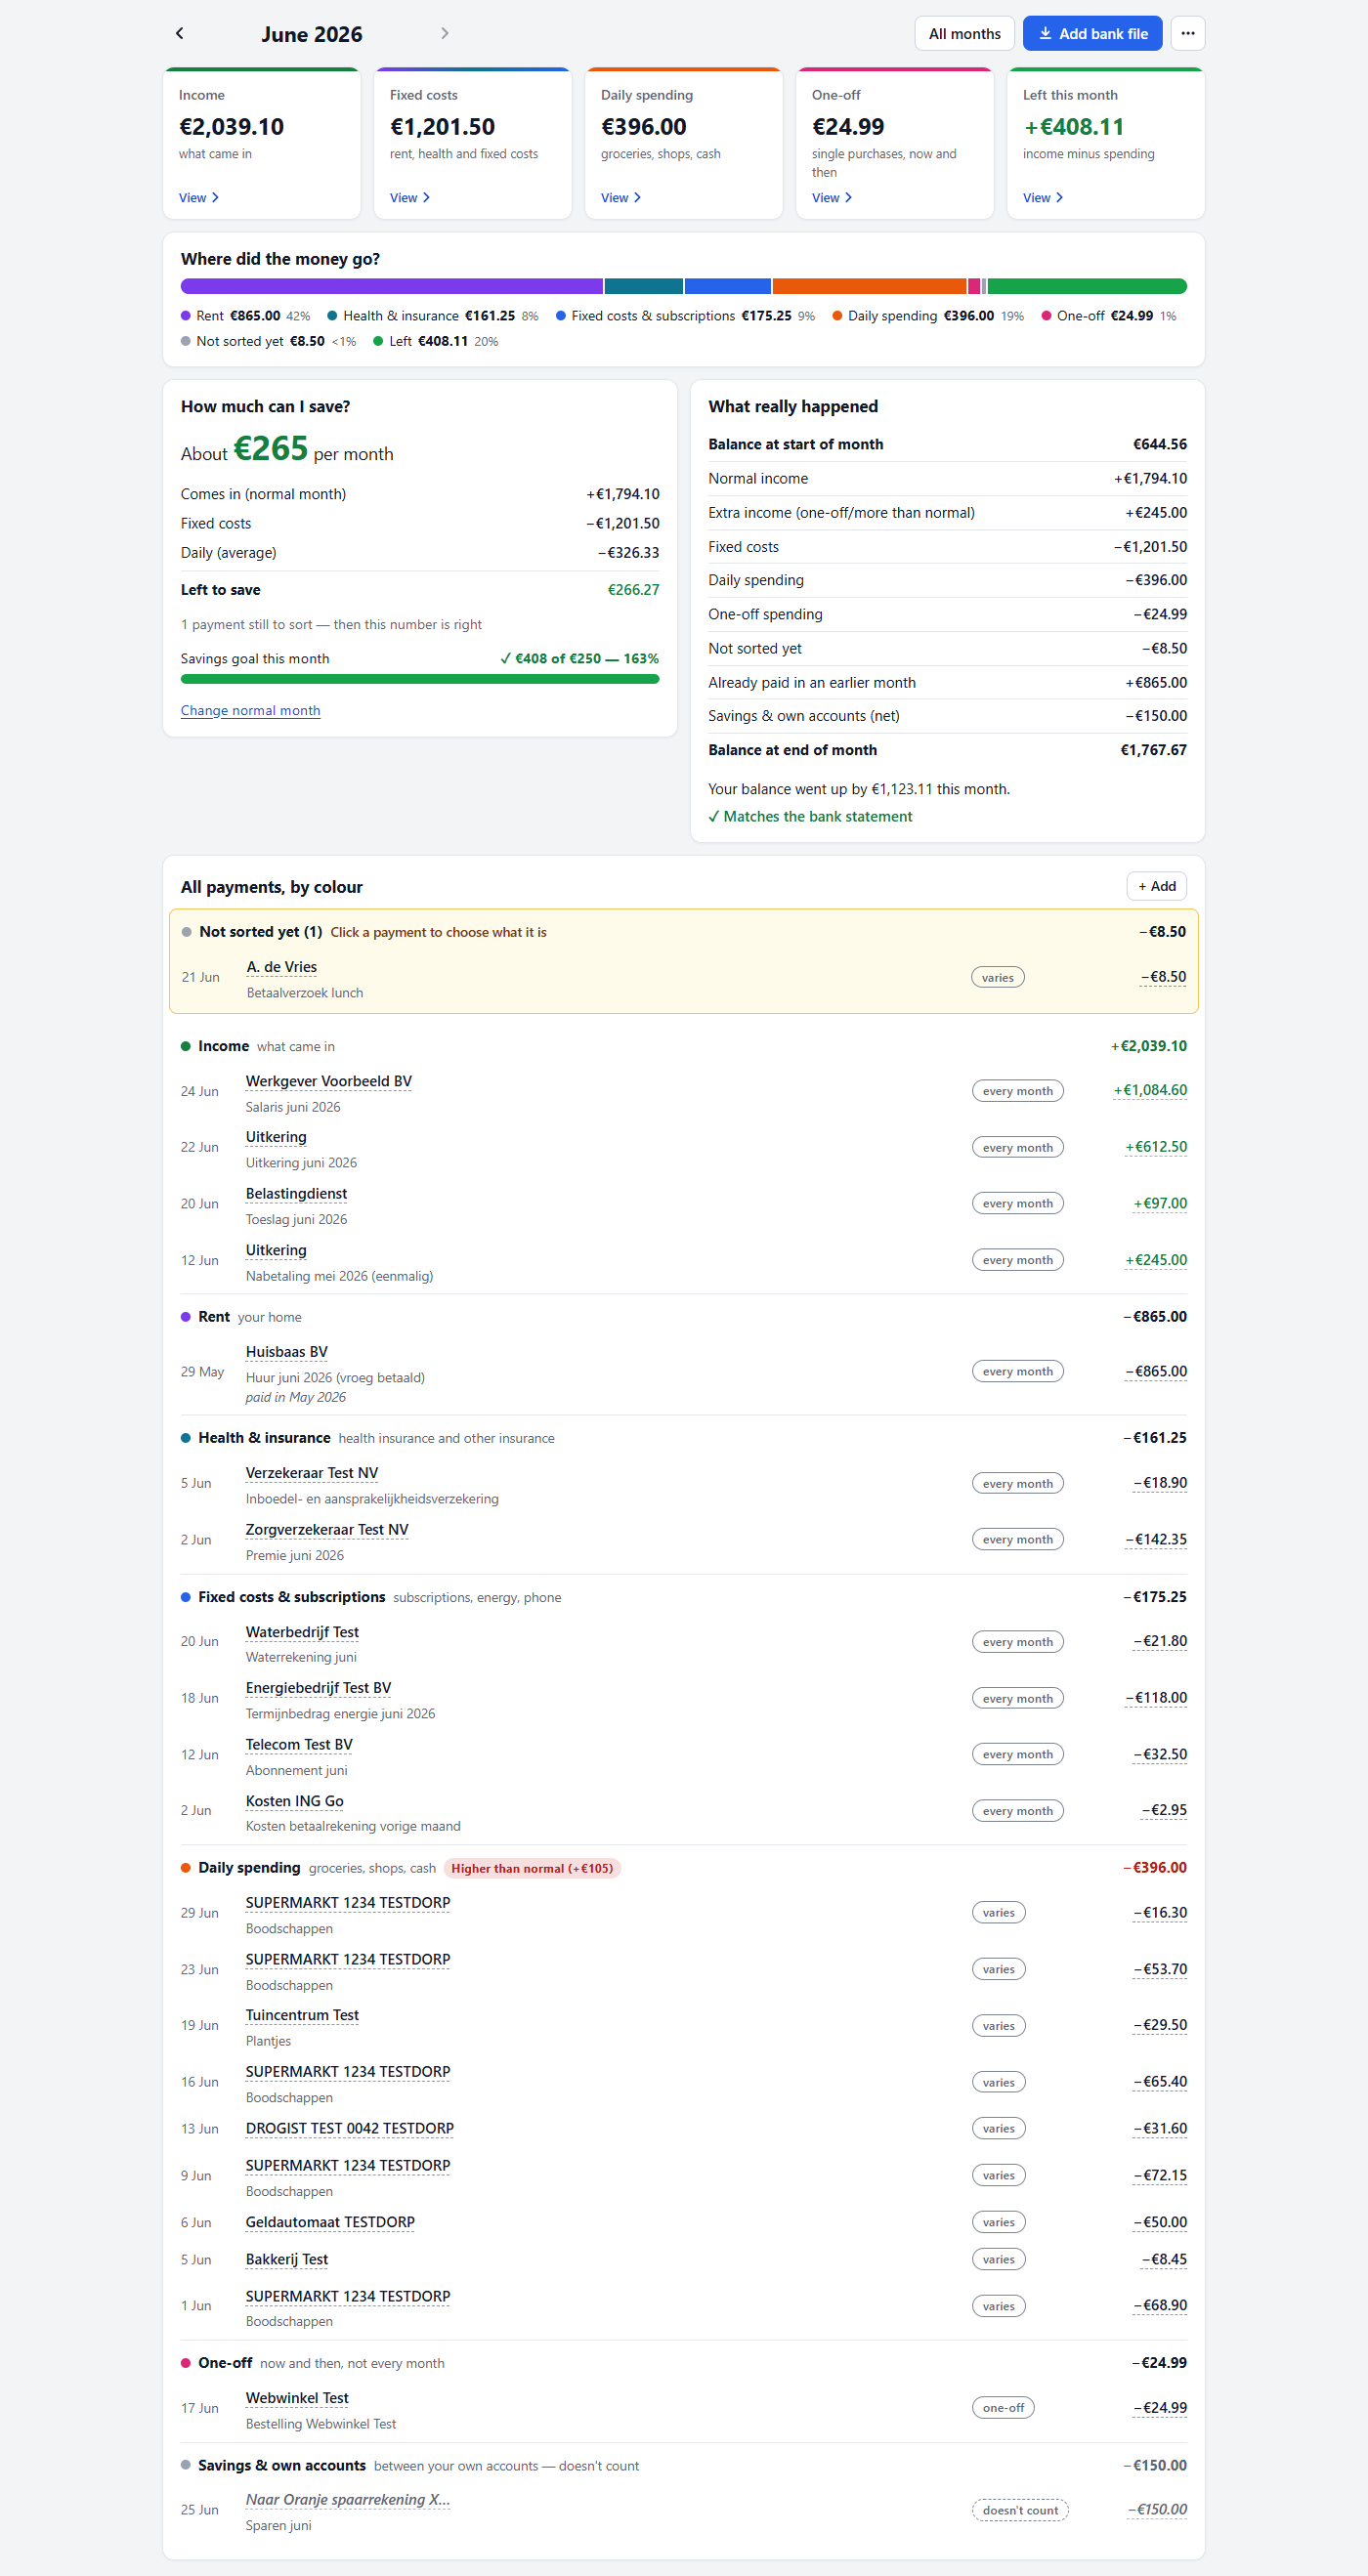 June 2026
All months
Add bank file
Income
€2,039.10
what came in
View
Fixed costs
€1,201.50
rent, health and fixed costs
View
Daily spending
€396.00
groceries, shops, cash
View
One-off
€24.99
single purchases, now and
then
View
Left this month
+€408.11
income minus spending
View
Where did the money go?
Rent €865.00 42% Health & insurance €161.25 8% Fixed costs & subscriptions €175.25 9% Daily spending €396.00 19% One-off €24.99 1%
Not sorted yet €8.50 <1% Left €408.11 20%
How much can I save?
About €265 per month
Comes in (normal month) +€1,794.10
Fixed costs −€1,201.50
Daily (average) −€326.33
Left to save €266.27
1 payment still to sort — then this number is right
Savings goal this month ✓ €408 of €250 — 163%
Change normal month
What really happened
Balance at start of month €644.56
Normal income +€1,794.10
Extra income (one-off/more than normal) +€245.00
Fixed costs −€1,201.50
Daily spending −€396.00
One-off spending −€24.99
Not sorted yet −€8.50
Already paid in an earlier month +€865.00
Savings & own accounts (net) −€150.00
Balance at end of month €1,767.67
Your balance went up by €1,123.11 this month.
✓ Matches the bank statement
All payments, by colour
+ Add
Not sorted yet (1) Click a payment to choose what it is −€8.50
21 Jun A. de Vries varies −€8.50
Betaalverzoek lunch
Income what came in +€2,039.10
24 Jun Werkgever Voorbeeld BV every month +€1,084.60
Salaris juni 2026
22 Jun Uitkering every month +€612.50
Uitkering juni 2026
20 Jun Belastingdienst every month +€97.00
Toeslag juni 2026
12 Jun Uitkering every month +€245.00
Nabetaling mei 2026 (eenmalig)
Rent your home −€865.00
29 May Huisbaas BV every month −€865.00
Huur juni 2026 (vroeg betaald)
paid in May 2026
Health & insurance health insurance and other insurance −€161.25
5 Jun Verzekeraar Test NV every month −€18.90
Inboedel- en aansprakelijkheidsverzekering
2 Jun Zorgverzekeraar Test NV every month −€142.35
Premie juni 2026
Fixed costs & subscriptions subscriptions, energy, phone −€175.25
20 Jun Waterbedrijf Test every month −€21.80
Waterrekening juni
18 Jun Energiebedrijf Test BV every month −€118.00
Termijnbedrag energie juni 2026
12 Jun Telecom Test BV every month −€32.50
Abonnement juni
2 Jun Kosten ING Go every month −€2.95
Kosten betaalrekening vorige maand
Daily spending groceries, shops, cash Higher than normal (+€105) −€396.00
29 Jun SUPERMARKT 1234 TESTDORP varies −€16.30
Boodschappen
23 Jun SUPERMARKT 1234 TESTDORP varies −€53.70
Boodschappen
19 Jun Tuincentrum Test varies −€29.50
Plantjes
16 Jun SUPERMARKT 1234 TESTDORP varies −€65.40
Boodschappen
13 Jun DROGIST TEST 0042 TESTDORP varies −€31.60
9 Jun SUPERMARKT 1234 TESTDORP varies −€72.15
Boodschappen
6 Jun Geldautomaat TESTDORP varies −€50.00
5 Jun Bakkerij Test varies −€8.45
1 Jun SUPERMARKT 1234 TESTDORP varies −€68.90
Boodschappen
One-off now and then, not every month −€24.99
17 Jun Webwinkel Test one-off −€24.99
Bestelling Webwinkel Test
Savings & own accounts between your own accounts — doesn't count −€150.00
25 Jun Naar Oranje spaarrekening X... doesn't count −€150.00
Sparen juni